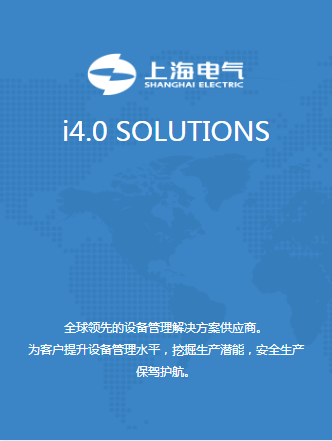 上海电气
SHANGHAI ELECTRIC
i4.0 SOLUTIONS
全球领先的设备管理解决方案供应商。
为客户提升设备管理水平，挖掘生产潜能，安全生产
保驾护航。